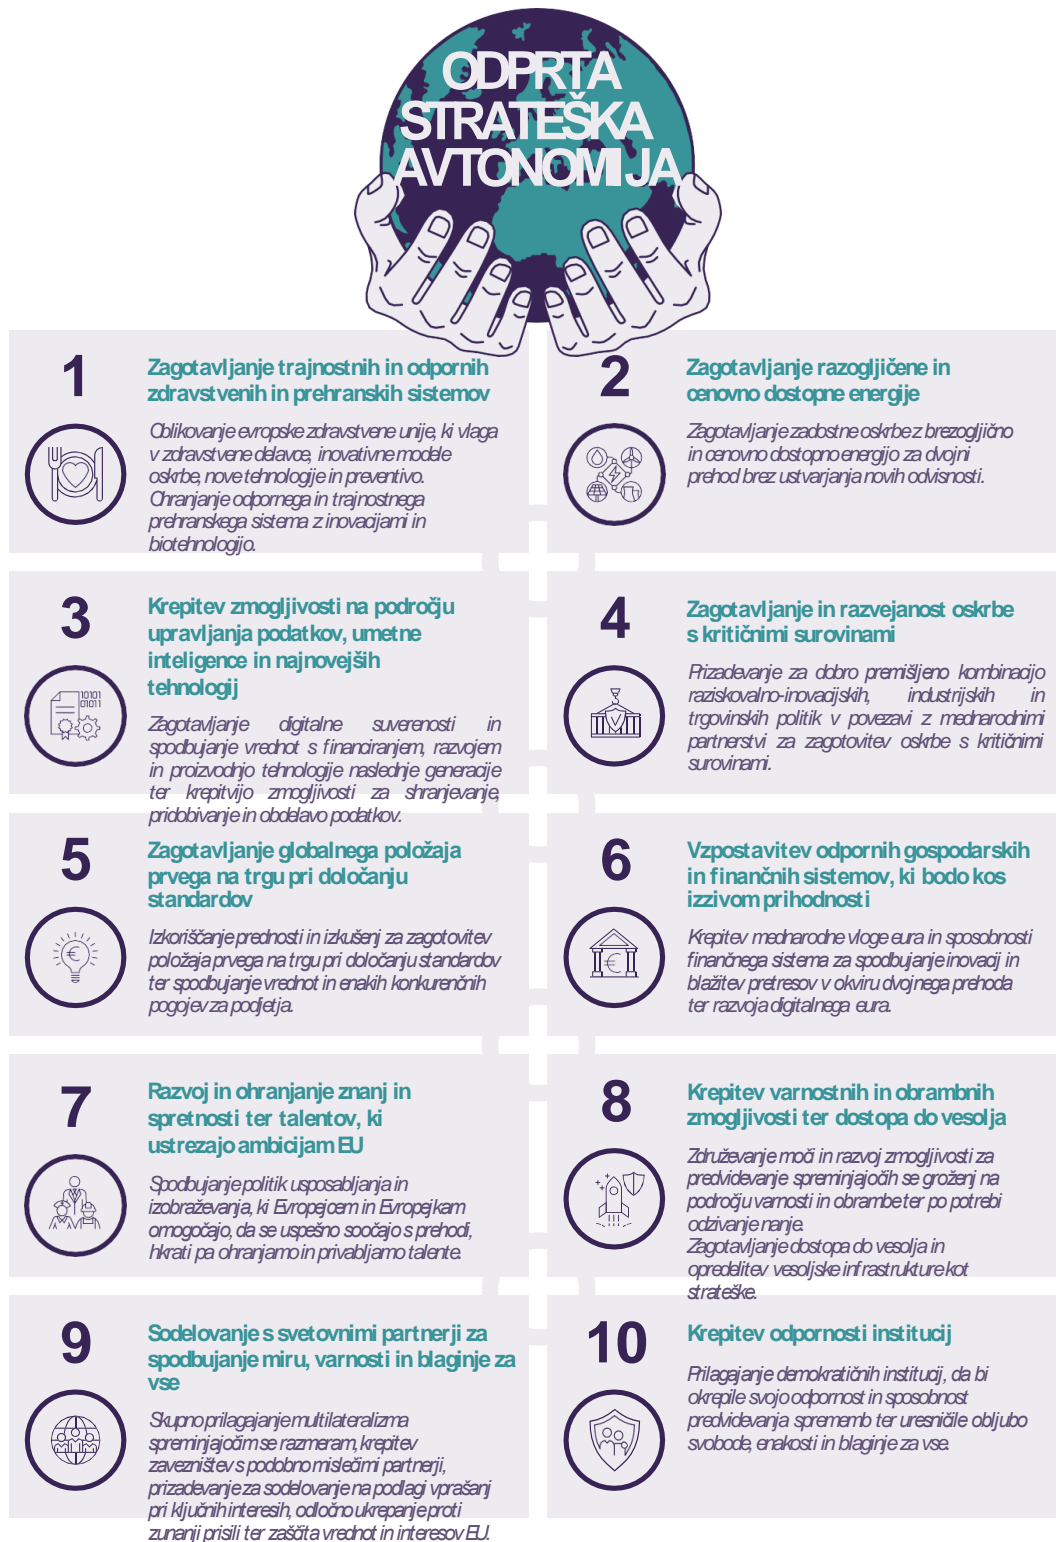 ODPRTA
STRATEŠKA
AVTONOMIJA
1
Zagotavljanje trajnostnih in odpornih
zdravstvenih in prehranskih sistemov
Oblikovanje evropske zdravstvene unije, ki vlaga
v zdravstvene delavce, inovativne modele
oskrbe, nove tehnologije in preventivo.
Ohranjanje odpornega in trajnostnega
prehranskega sistema z inovacijami in
biotehnologijo.
2
Zagotavljanje razogljičene in
cenovno dostopne energije
Zagotavljanje zadostne oskrbe z brezogljično
in cenovno dostopno energijo za dvojni
prehod brez ustvarjanja novih odvisnosti.
3
Krepitev zmogljivosti na področju
upravljanja podatkov, umetne
inteligence in najnovejših
tehnologij
10101
01011
Zagotavljanje digitalne suverenosti in
spodbujanje vrednot s financiranjem, razvojem
in proizvodnjo tehnologije naslednje generacije
ter krepitvijo zmogljivosti za shranjevanje,
pridobivanje in obdelavo podatkov.
4
Zagotavljanje in razvejanost oskrbe
s kritičnimi surovinami
Prizadevanje za dobro premišljeno kombinacijo
raziskovalno-inovacijskih, industrijskih in
trgovinskih politik v povezavi z mednarodnimi
partnerstvi za zagotovitev oskrbe s kritičnimi
surovinami.
5
Zagotavljanje globalnega položaja
prvega na trgu pri določanju
standardov
€
Izkoriščanje prednosti in izkušenj za zagotovitev
položaja prvega na trgu pri določanju standardov
ter spodbujanje vrednot in enakih konkurenčnih
pogojev za podjetja.
6
Vzpostavitev odpornih gospodarskih
in finančnih sistemov, ki bodo kos
izzivom prihodnosti
€
Krepitev mednarodne vloge eura in sposobnosti
finančnega sistema za spodbujanje inovacij in
blažitev pretresov v okviru dvojnega prehoda
ter razvoja digitalnega eura.
7
Razvoj in ohranjanje znanj in
spretnosti ter talentov, ki
ustrezajo ambicijam EU
Spodbujanje politik usposabljanja in
izobraževanja, ki Evropejcem in Evropejkam
omogočajo, da se uspešno soočajo s prehodi,
hkrati pa ohranjamo in privabljamo talente.
8
Krepitev varnostnih in obrambnih
zmogljivosti ter dostopa do vesolja
Združevanje moči in razvoj zmogljivosti za
predvidevanje spreminjajočih se groženj na
področju varnosti in obrambe ter po potrebi
odzivanje nanje.
Zagotavljanje dostopa do vesolja in
opredelitev vesoljske infrastrukture kot
strateške.
9
Sodelovanje s svetovnimi partnerji za
spodbujanje miru, varnosti in blaginje za
vse
Skupno prilagajanje multilateralizma
spreminjajočim se razmeram, krepitev
zavezništev s podobno mislečimi partnerji,
prizadevanje za sodelovanje na podlagi vprašanj
pri ključnih interesih, odločno ukrepanje proti
zunanji prisili ter zaščita vrednot in interesov EU.
10
Krepitev odpornosti institucij
Prilagajanje demokratičnih institucij, da bi
okrepile svojo odpornost in sposobnost
predvidevanja sprememb ter uresničile obljubo
svobode, enakosti in blaginje za vse.